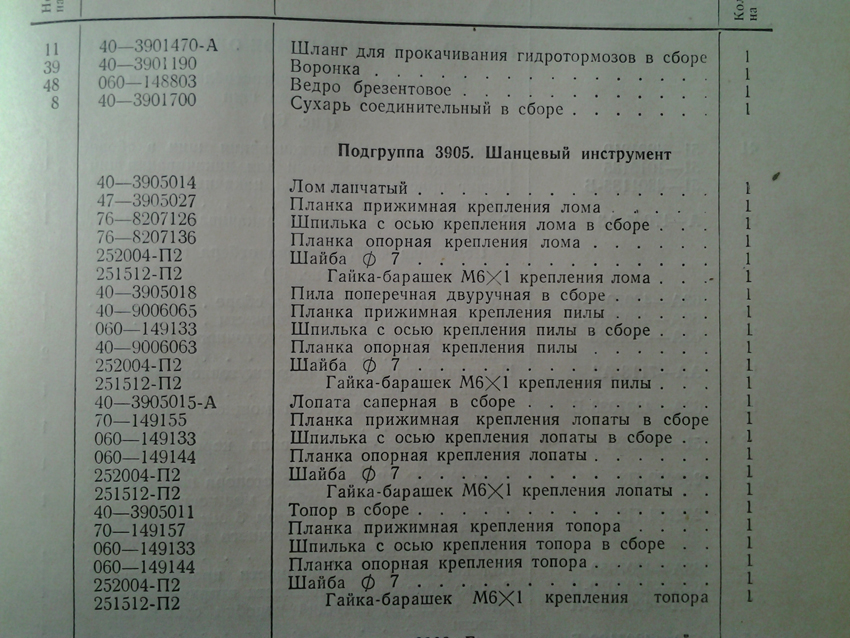 на
Кол
на
11 40—3901470-А Шланг для прокачивания гидротормозов в сборе 1
39 40—3901190 Воронка . . . . . . . . . . . . . . . 1
48 060—148803 Ведро брезентовое . . . . . . . . . . . 1
8 40—3901700 Сухарь соединительный в сборе . . . . . . 1
Подгруппа 3905. Шанцевый инструмент
40—3905014 Лом лапчатый . . . . . . . . . . . . . 1
47—3905027 Планка прижимная крепления лома . . . . 1
76—8207126 Шпилька с осью крепления лома в сборе . . . 1
76—8207136 Планка опорная крепления лома . . . . . 1
252004-П2 Шайба ϕ 7 . . . . . . . . . . . . . 1
251512-П2 Гайка-барашек М6×1 крепления лома . . . 1
40—3905018 Пила поперечная двуручная в сборе . . . . . 1
40—9006065 Планка прижимная крепления пилы . . . . . 1
060—149133 Шпилька с осью крепления пилы в сборе . . . 1
40—9006063 Планка опорная крепления пилы . . . . . . 1
252004-П2 Шайба ϕ 7 . . . . . . . . . . . . . 1
251512-П2 Гайка-барашек М6×1 крепления пилы . . . 1
40—3905015-А Лопата саперная в сборе . . . . . . . . . 1
70—149155 Планка прижимная крепления лопаты в сборе 1
060—149133 Шпилька с осью крепления лопаты в сборе . . 1
060—149144 Планка опорная крепления лопаты . . . . . . 1
252004-П2 Шайба ϕ 7 . . . . . . . . . . . . . 1
251512-П2 Гайка-барашек М6×1 крепления лопаты . . 1
40—3905011 Топор в сборе . . . . . . . . . . . . . 1
70—149157 Планка прижимная крепления топора . . . . 1
060—149133 Шпилька с осью крепления топора в сборе . . 1
060—149144 Планка опорная крепления топора . . . . . . 1
252004-П2 Шайба ϕ 7 . . . . . . . . . . . . . 1
251512-П2 Гайка-барашек М6×1 крепления топора 1